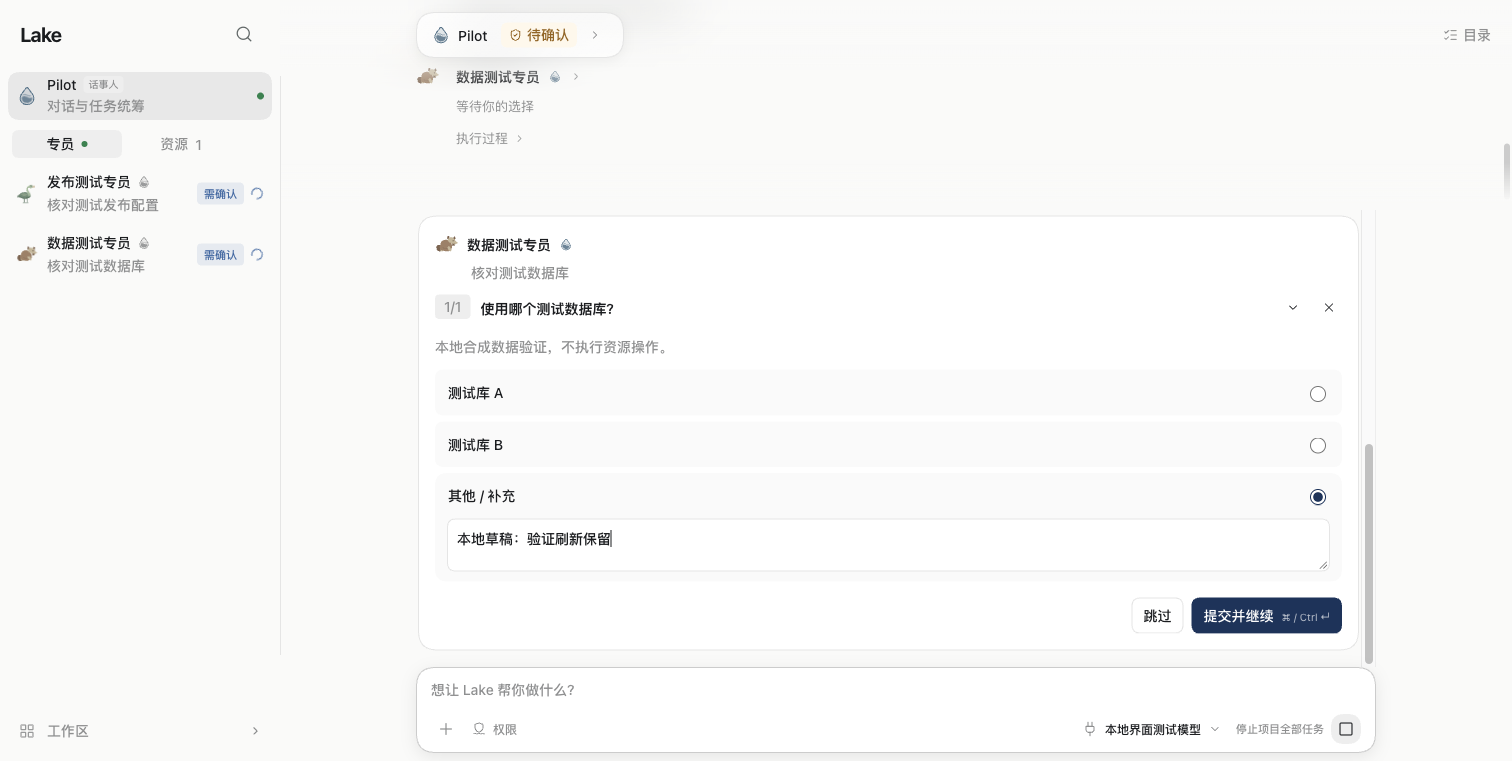 Lake
Pilot 话事人
对话与任务统筹
专员
资源 1
发布测试专员
核对测试发布配置
需确认
数据测试专员
核对测试数据库
需确认
工作区
Pilot 待确认
目录
数据测试专员
等待你的选择
执行过程
数据测试专员
核对测试数据库
1/1 使用哪个测试数据库?
本地合成数据验证，不执行资源操作。
测试库 A
测试库 B
其他 / 补充
本地草稿：验证刷新保留
跳过
提交并继续 ⌘ / Ctrl ↵
想让 Lake 帮你做什么?
权限
本地界面测试模型
停止项目全部任务